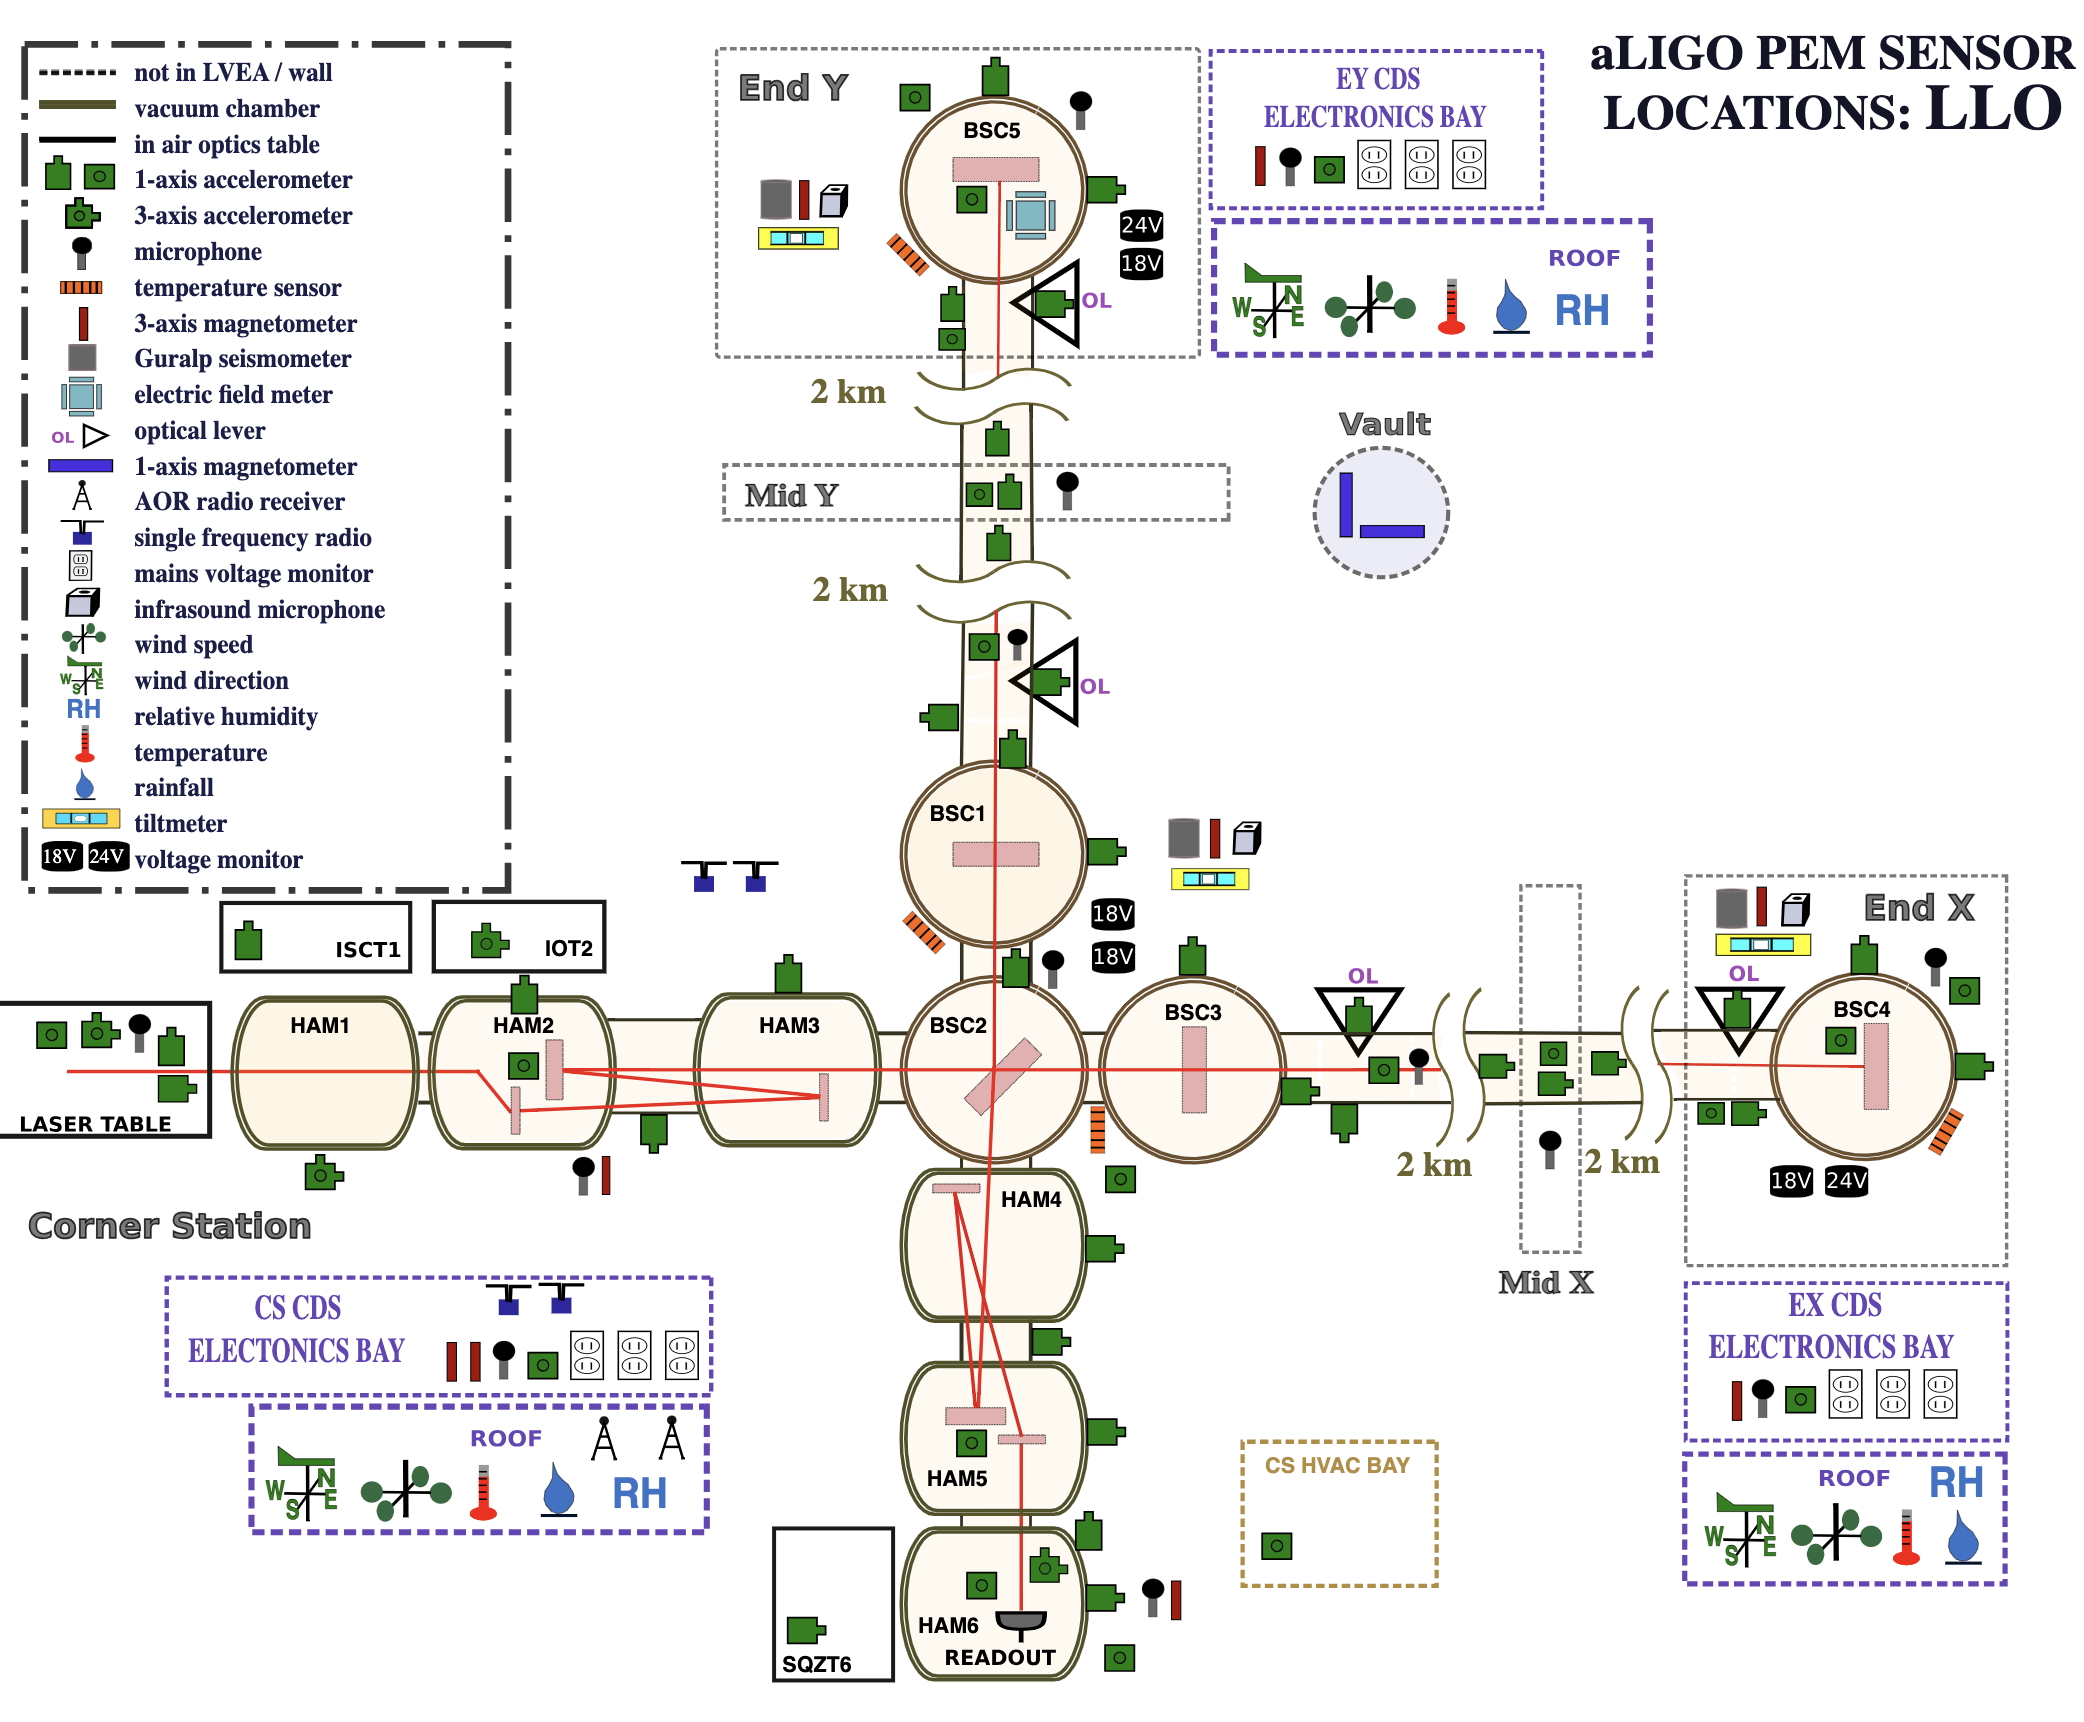 aLIGO PEM SENSOR
LOCATIONS: LLO
not in LVEA / wall
vacuum chamber
in air optics table
1-axis accelerometer
3-axis accelerometer
microphone
temperature sensor
3-axis magnetometer
Guralp seismometer
electric field meter
OL optical lever
1-axis magnetometer
AOR radio receiver
single frequency radio
mains voltage monitor
infrasound microphone
wind speed
W S N E wind direction
RH relative humidity
temperature
rainfall
tiltmeter
18V 24V voltage monitor
End Y
BSC5
24V
18V
OL
EY CDS
ELECTRONICS BAY
ROOF
W S N E
RH
2 km
Mid Y
Vault
2 km
OL
BSC1
18V
18V
ISCT1
IOT2
LASER TABLE
HAM1
HAM2
HAM3
BSC2
BSC3
OL
2 km
Mid X
2 km
End X
OL
BSC4
18V 24V
Corner Station
HAM4
CS CDS
ELECTONICS BAY
ROOF
W S N E
RH
HAM5
HAM6
READOUT
SQZT6
CS HVAC BAY
EX CDS
ELECTRONICS BAY
ROOF
RH
W S N E